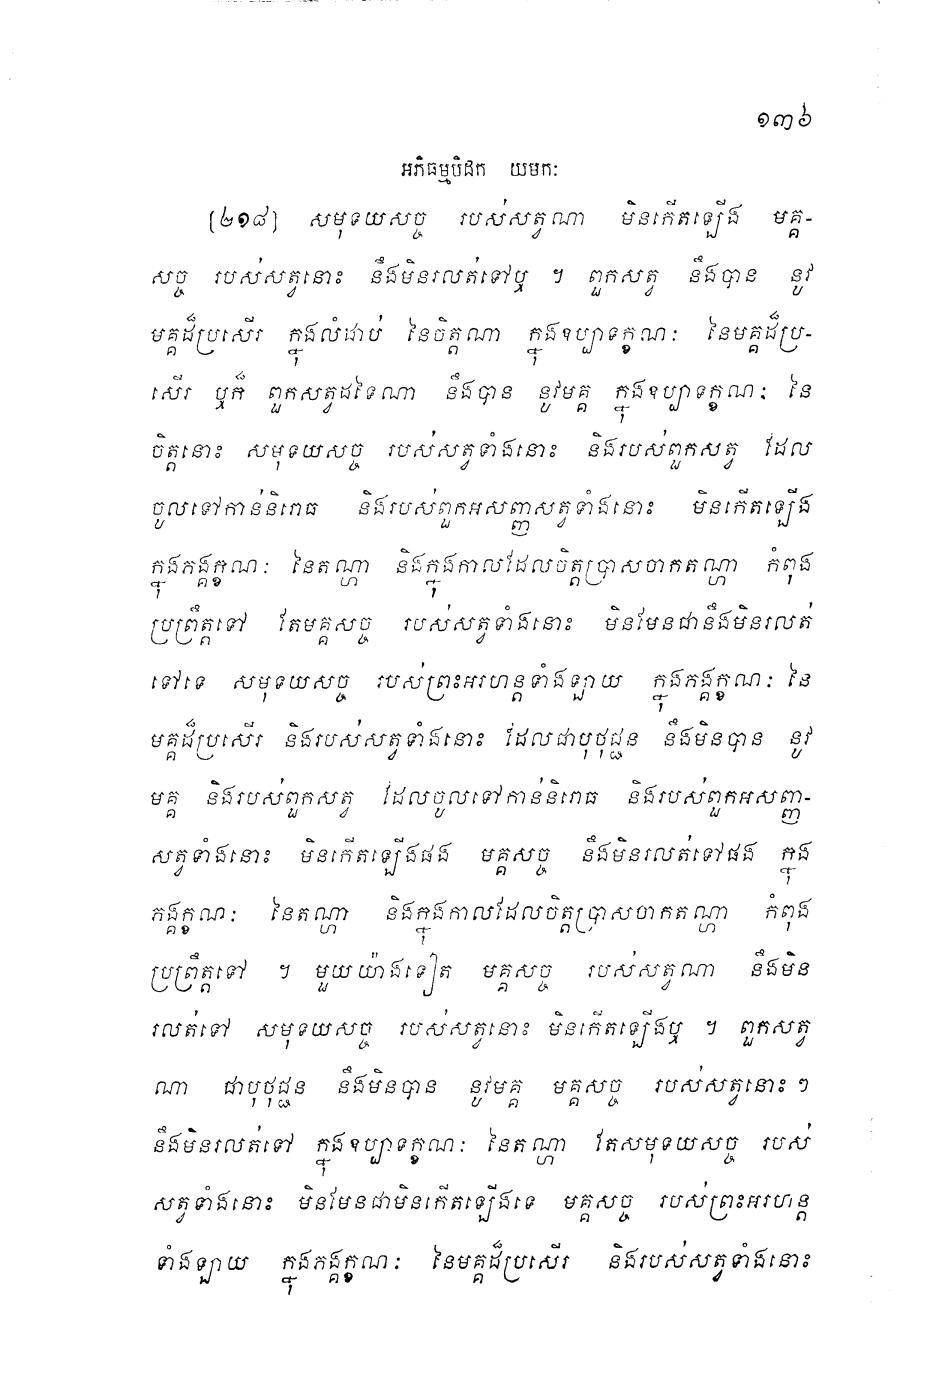 ១៣៦
អភិធម្មបិដក យមកៈ
[២១៨] សមុទយសច្ច របស់សត្វណា មិនកើតឡើង មគ្គ-
សច្ច របស់សត្វនោះ នឹងមិនរលត់ទៅឬ ។ ពួកសត្វ នឹងបាន នូវ
មគ្គដ៏ប្រសើរ ក្នុងលំដាប់ នៃចិត្តណា ក្នុងឧប្បាទក្ខណៈ នៃមគ្គដ៏ប្រ-
សើរ ឬក៏ ពួកសត្វដទៃណា នឹងបាន នូវមគ្គ ក្នុងឧប្បាទក្ខណៈ នៃ
ចិត្តនោះ សមុទយសច្ច របស់សត្វទាំងនោះ និងរបស់ពួកសត្វ ដែល
ចូលទៅកាន់និរោធ និងរបស់ពួកអសញ្ញសត្វទាំងនោះ មិនកើតឡើង
ក្នុងភង្គក្ខណៈ នៃតណ្ហា និងក្នុងកាលដែលចិត្តប្រាសចាកតណ្ហា កំពុង
ប្រព្រឹត្តទៅ តែមគ្គសច្ច របស់សត្វទាំងនោះ មិនមែនជានឹងមិនរលត់
ទៅទេ សមុទយសច្ច របស់ព្រះអរហន្តទាំងឡាយ ក្នុងភង្គក្ខណៈ នៃ
មគ្គដ៏ប្រសើរ និងរបស់សត្វទាំងនោះ ដែលជាបុថុជ្ជន នឹងមិនបាន នូវ
មគ្គ និងរបស់ពួកសត្វ ដែលចូលទៅកាន់និរោធ និងរបស់ពួកអសញ្ញ-
សត្វទាំងនោះ មិនកើតឡើងផង មគ្គសច្ច នឹងមិនរលត់ទៅផង ក្នុង
ភង្គក្ខណៈ នៃតណ្ហា និងក្នុងកាលដែលចិត្តប្រាសចាកតណ្ហា កំពុង
ប្រព្រឹត្តទៅ ។ មួយយ៉ាងទៀត មគ្គសច្ច របស់សត្វណា នឹងមិន
រលត់ទៅ សមុទយសច្ច របស់សត្វនោះ មិនកើតឡើងឬ ។ ពួកសត្វ
ណា ជាបុថុជ្ជន នឹងមិនបាន នូវមគ្គ មគ្គសច្ច របស់សត្វនោះ ៗ
នឹងមិនរលត់ទៅ ក្នុងឧប្បាទក្ខណៈ នៃតណ្ហា តែសមុទយសច្ច របស់
សត្វទាំងនោះ មិនមែនជាមិនកើតឡើងទេ មគ្គសច្ច របស់ព្រះអរហន្ត
ទាំងឡាយ ក្នុងភង្គក្ខណៈ នៃមគ្គដ៏ប្រសើរ និងរបស់សត្វទាំងនោះ